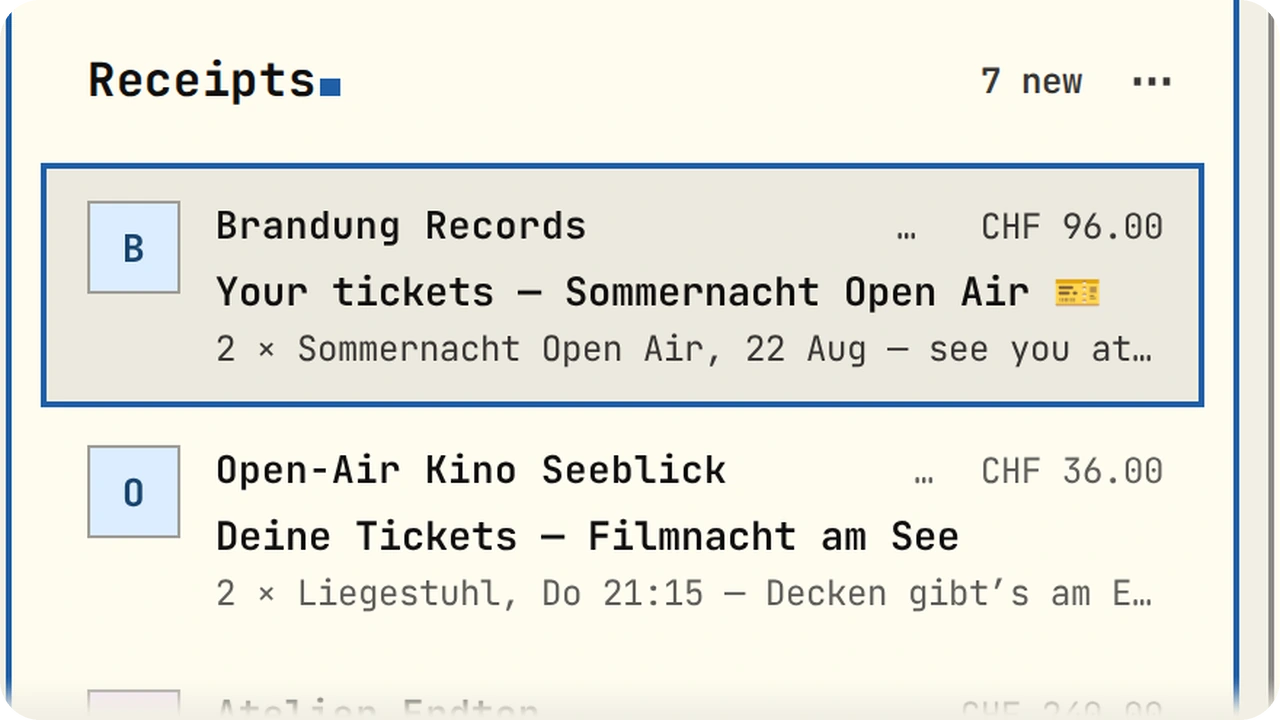 Receipts
7 new ...
B
Brandung Records … CHF 96.00
Your tickets — Sommernacht Open Air 🎫
2 × Sommernacht Open Air, 22 Aug — see you at…
O
Open-Air Kino Seeblick … CHF 36.00
Deine Tickets — Filmnacht am See
2 × Liegestuhl, Do 21:15 — Decken gibt’s am E…